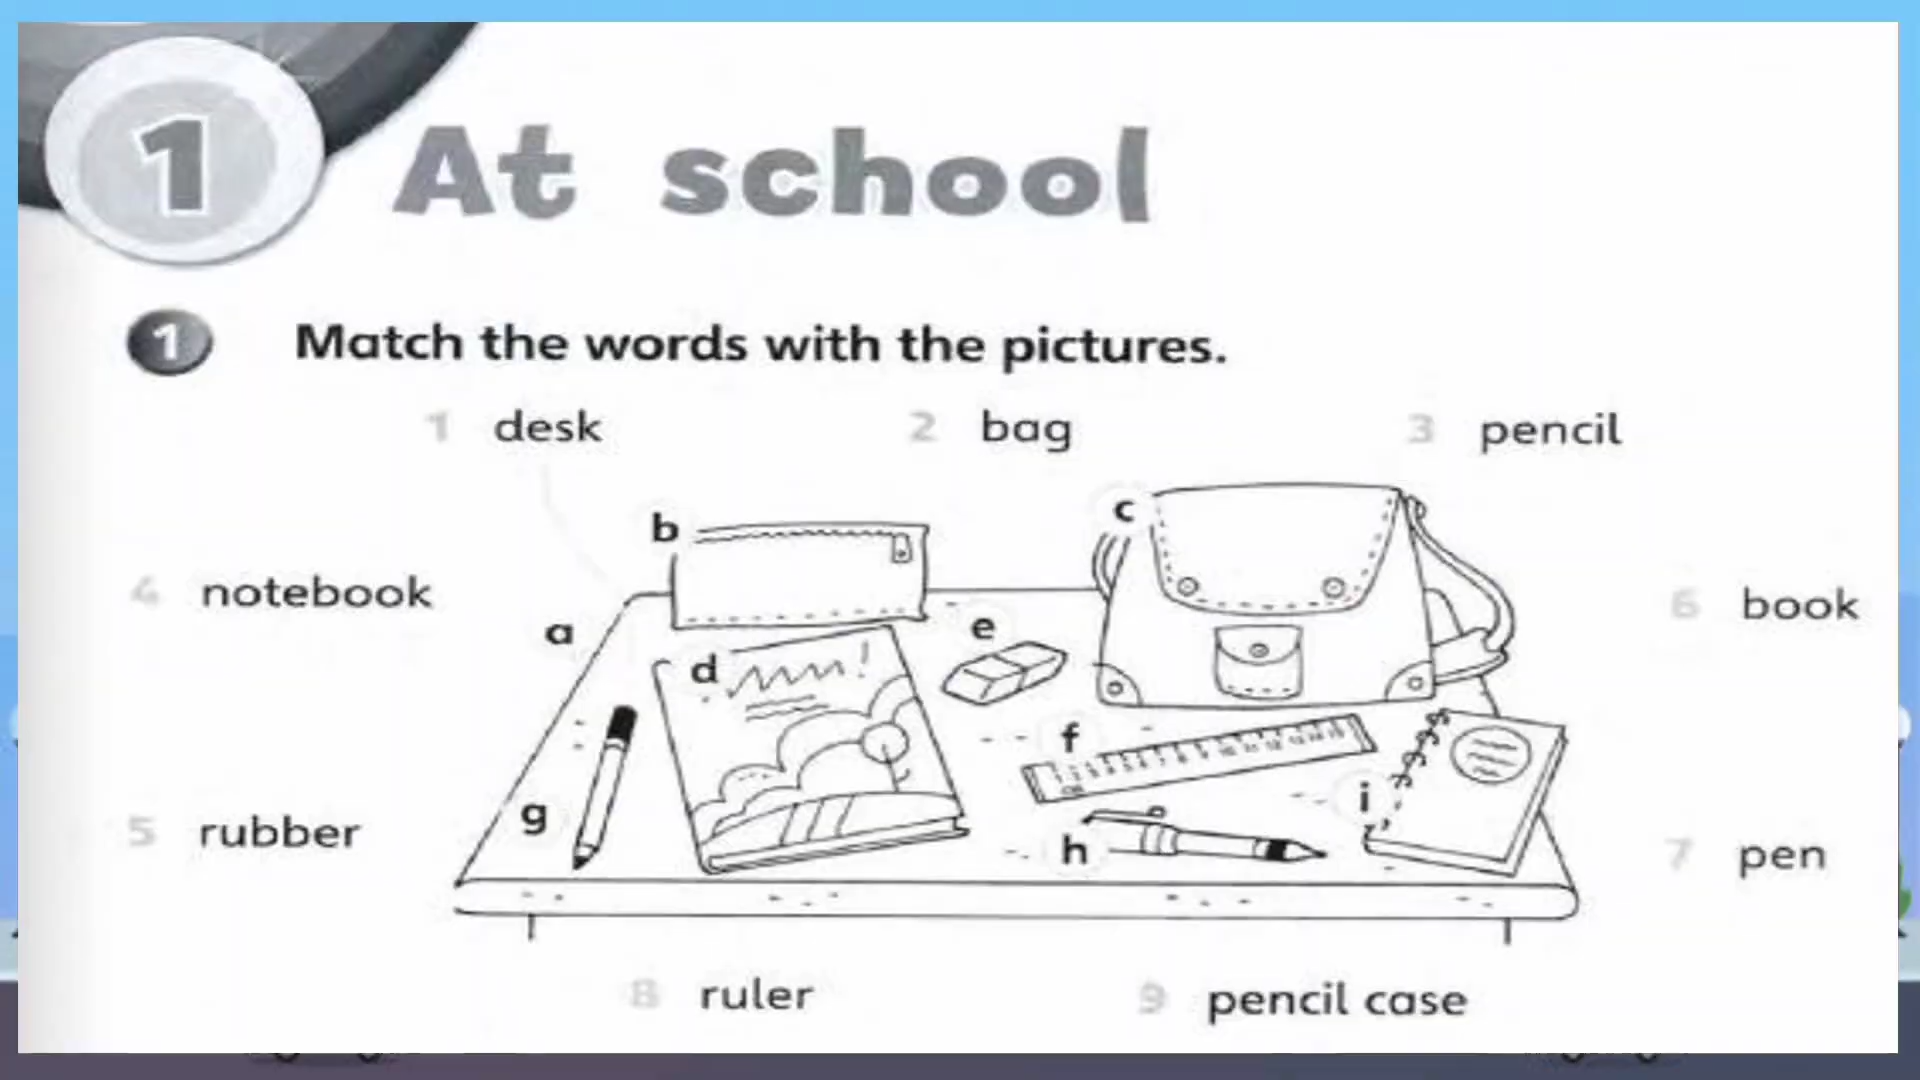 1 At school
1 Match the words with the pictures.
1 desk 2 bag 3 pencil
b c
4 notebook 6 book
a e
d
f
i
g
5 rubber 7 pen
h
8 ruler 9 pencil case